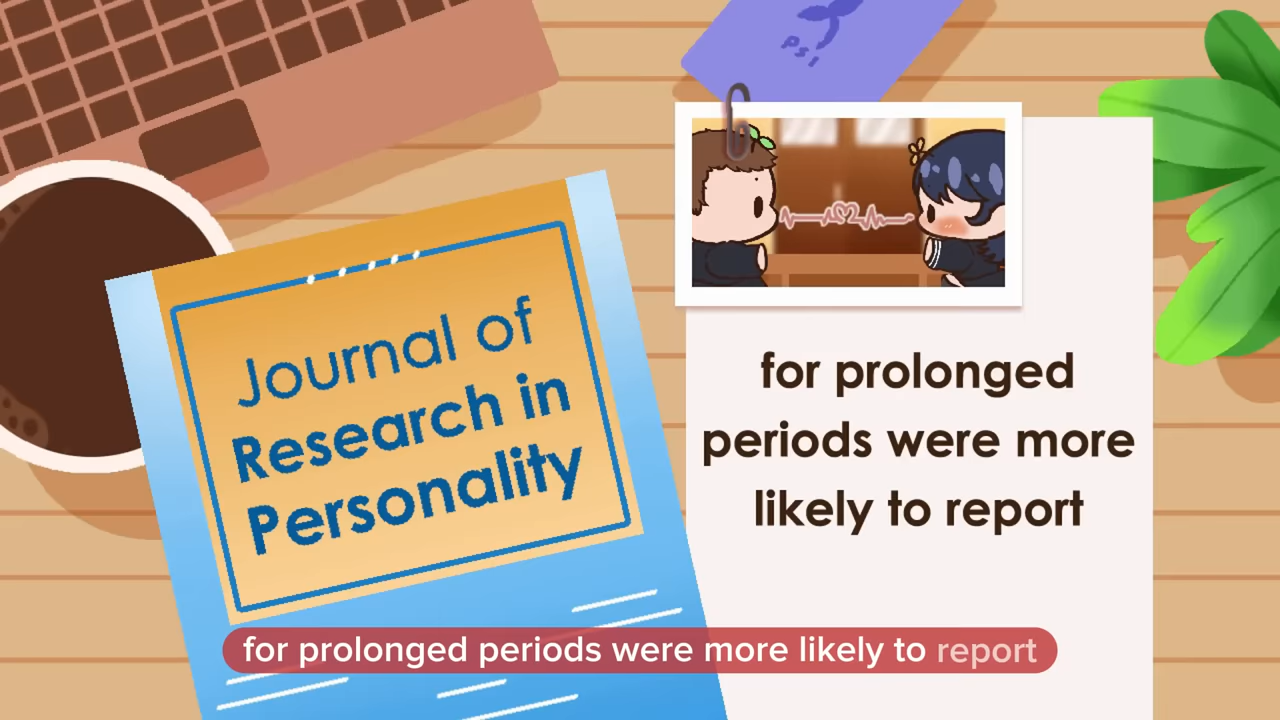 Psi
Journal of
Research in
Personality
for prolonged
periods were more
likely to report
for prolonged periods were more likely to report